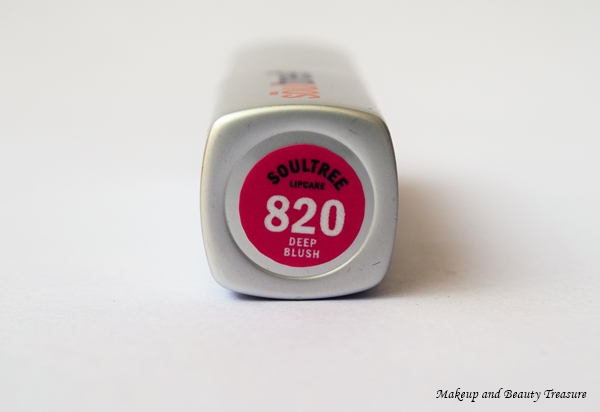 SOULTREE
LIPCARE
820
DEEP
BLUSH
Makeup and Beauty Treasure